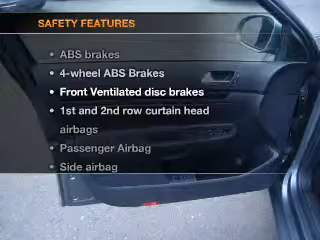 SAFETY FEATURES
• ABS brakes
• 4-wheel ABS Brakes
• Front Ventilated disc brakes
• 1st and 2nd row curtain head
airbags
• Passenger Airbag
• Side airbag